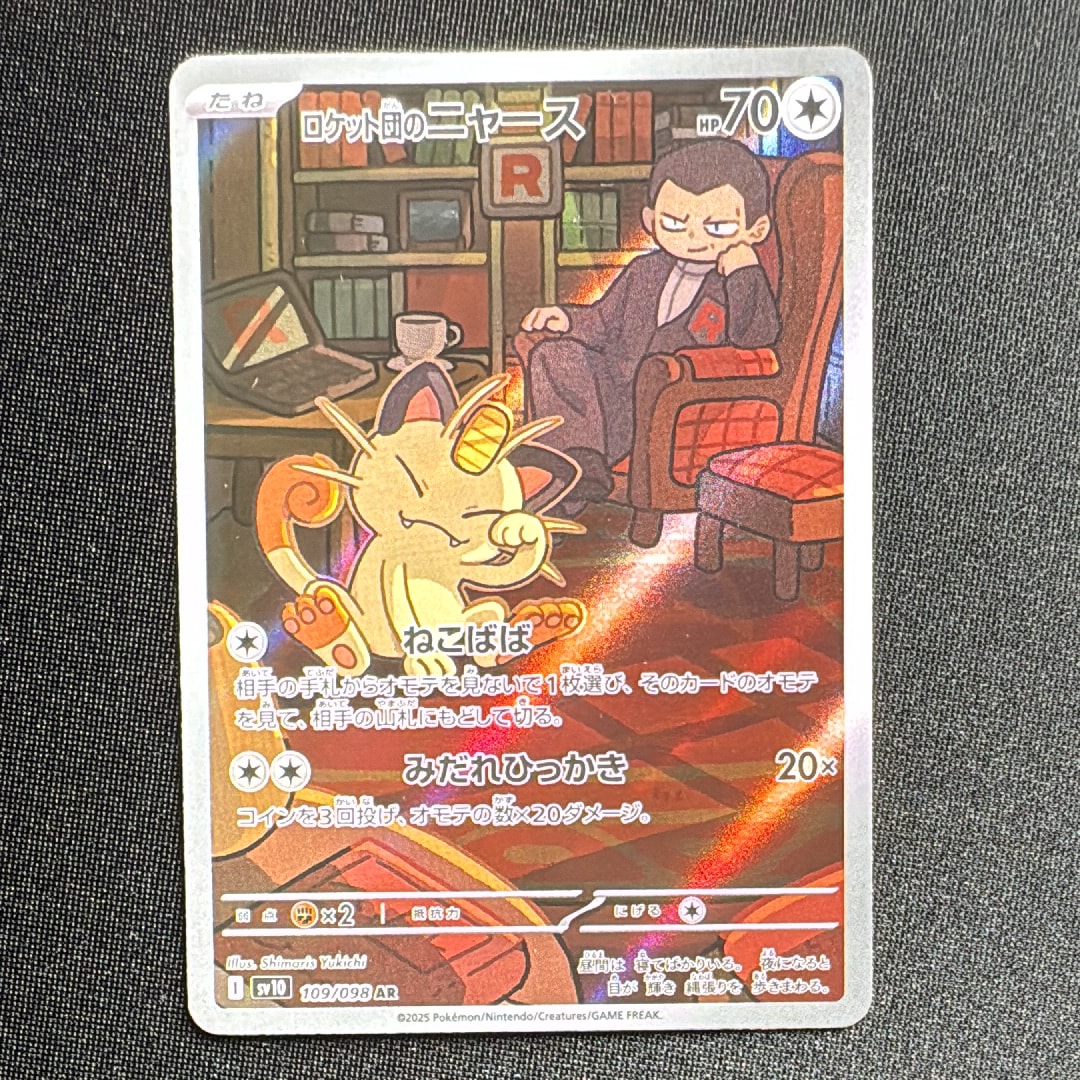 たね
ロケット団のニャース
HP70
R
R
ねこばば
相手の手札からオモテを見ないで1枚選び、そのカードのオモテ
を見て、相手の山札にもどして切る。
みだれひっかき 20×
コインを3回投げ、オモテの数×20ダメージ。
弱点 ×2 抵抗力 にげる
Illus. Shimaris Yukichi
昼間は 寝てばかりいる。 夜になると
目が 輝き 縄張りを 歩きまわる。
I sv10 109/098 AR
©2025 Pokémon/Nintendo/Creatures/GAME FREAK.